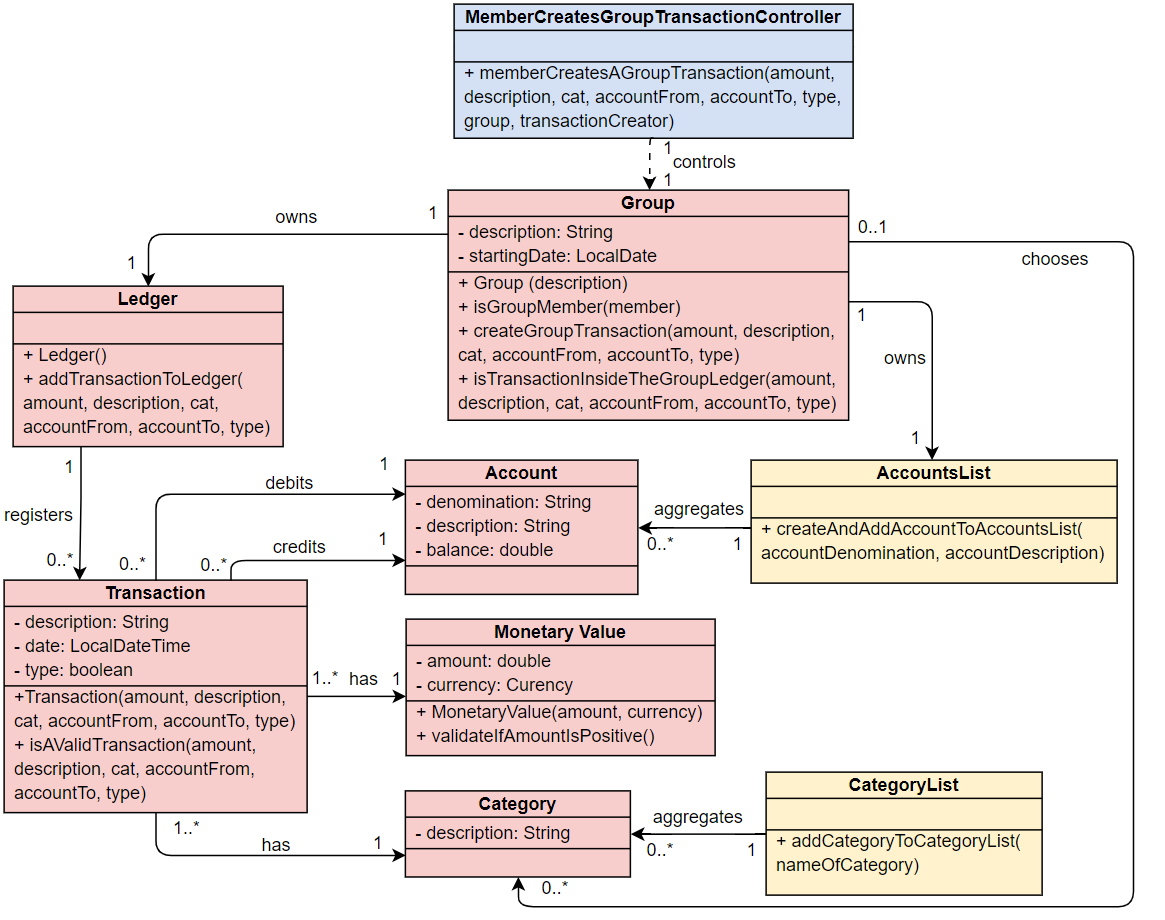 MemberCreatesGroupTransactionController
+ memberCreatesAGroupTransaction(amount,
description, cat, accountFrom, accountTo, type,
group, transactionCreator)
1
controls
1
Group
- description: String
- startingDate: LocalDate
+ Group (description)
+ isGroupMember(member)
+ createGroupTransaction(amount, description,
cat, accountFrom, accountTo, type)
+ isTransactionInsideTheGroupLedger(amount,
description, cat, accountFrom, accountTo, type)
owns
1
1
0..1
chooses
1
owns
1
Ledger
+ Ledger()
+ addTransactionToLedger(
amount, description, cat,
accountFrom, accountTo, type)
1
registers
0..*
debits
1
0..*
credits
1
0..*
Account
- denomination: String
- description: String
- balance: double
aggregates
0..*
1
AccountsList
+ createAndAddAccountToAccountsList(
accountDenomination, accountDescription)
Transaction
- description: String
- date: LocalDateTime
- type: boolean
+Transaction(amount, description,
cat, accountFrom, accountTo, type)
+ isAValidTransaction(amount,
description, cat, accountFrom,
accountTo, type)
1..*
has
1
Monetary Value
- amount: double
- currency: Curency
+ MonetaryValue(amount, currency)
+ validateIfAmountIsPositive()
1..*
has
1
Category
- description: String
aggregates
0..*
1
0..*
CategoryList
+ addCategoryToCategoryList(
nameOfCategory)